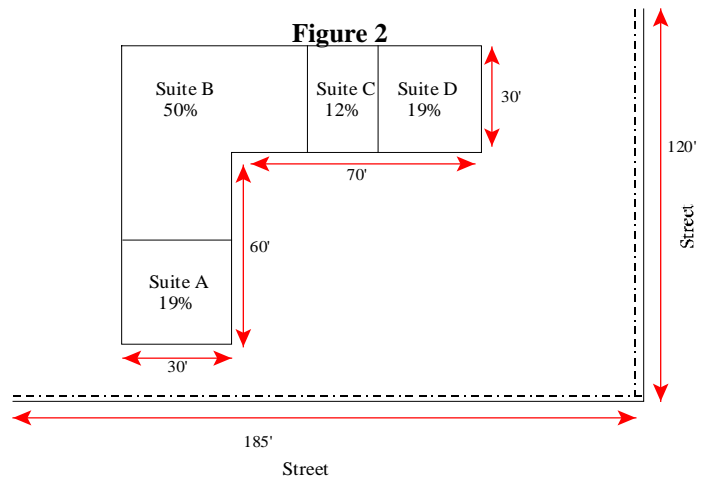 Figure 2
Suite B
50%
Suite C
12%
Suite D
19%
30'
120'
70'
60'
Street
Suite A
19%
30'
185'
Street